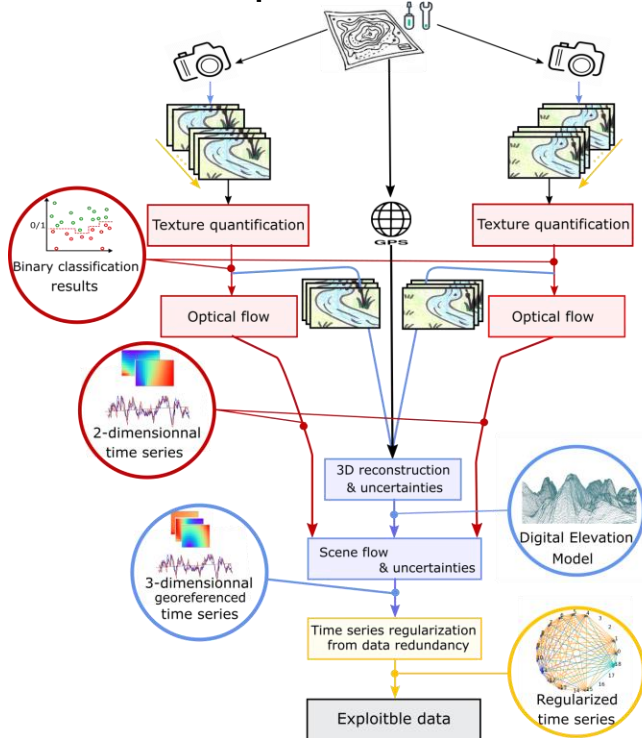 GPS
Texture quantification
Texture quantification
0/1
Binary classification
results
Optical flow
Optical flow
2-dimensionnal
time series
3D reconstruction
& uncertainties
Digital Elevation
Model
Scene flow
& uncertainties
3-dimensionnal
georeferenced
time series
Time series regularization
from data redundancy
Regularized
time series
Exploitble data